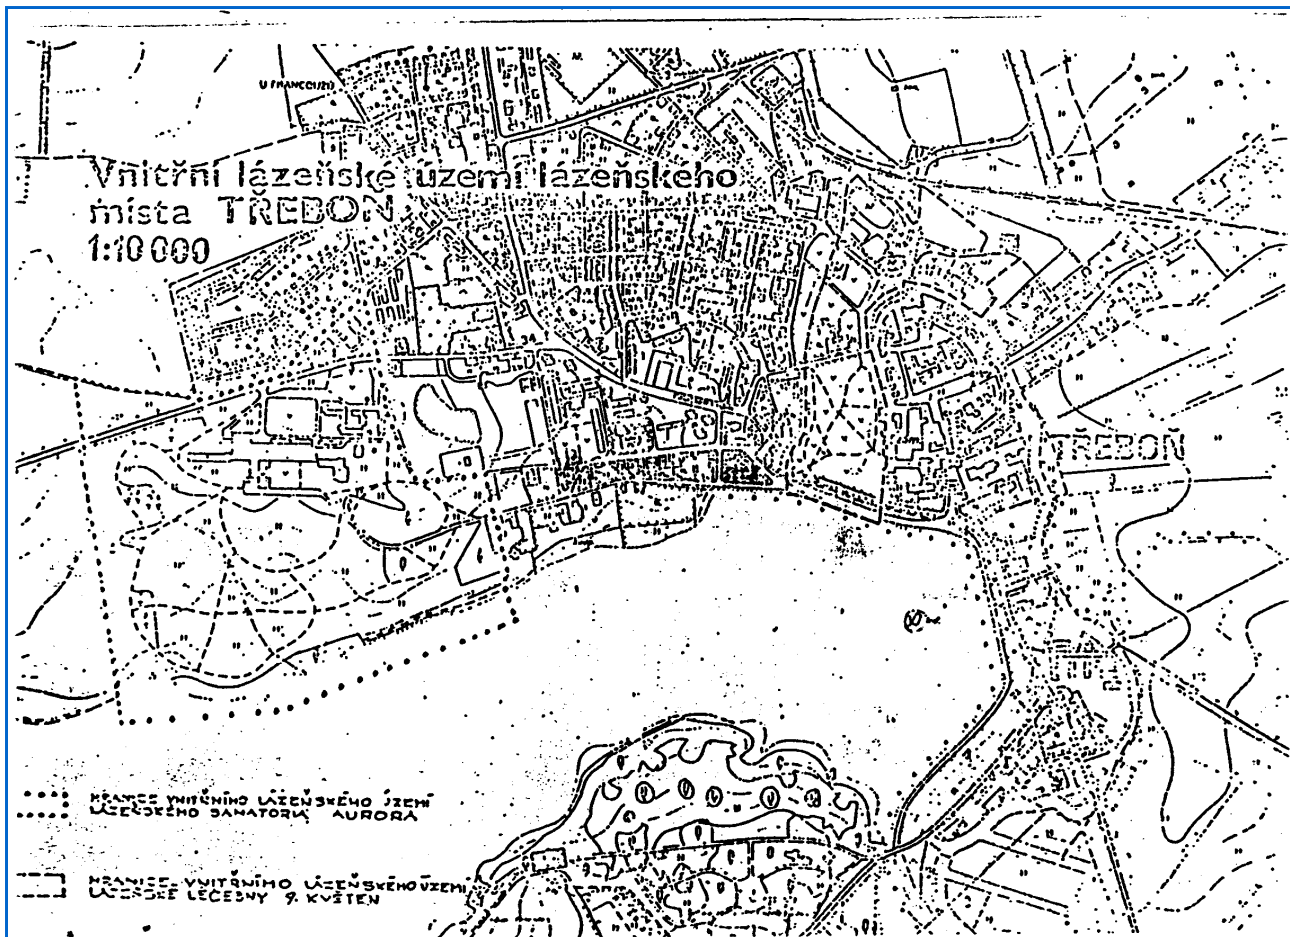 Vnitřní lázeňské území lázeňského
místa TŘEBOŇ
1:10 000
TŘEBOŇ
HRANICE VNITŘNÍHO LÁZEŇSKÉHO ÚZEMÍ
LÁZEŇSKÉHO SANATORIA AURORA
HRANICE VNITŘNÍHO LÁZEŇSKÉHO ÚZEMÍ
LÁZEŇSKÉ LÉČEBNY 9. KVĚTEN